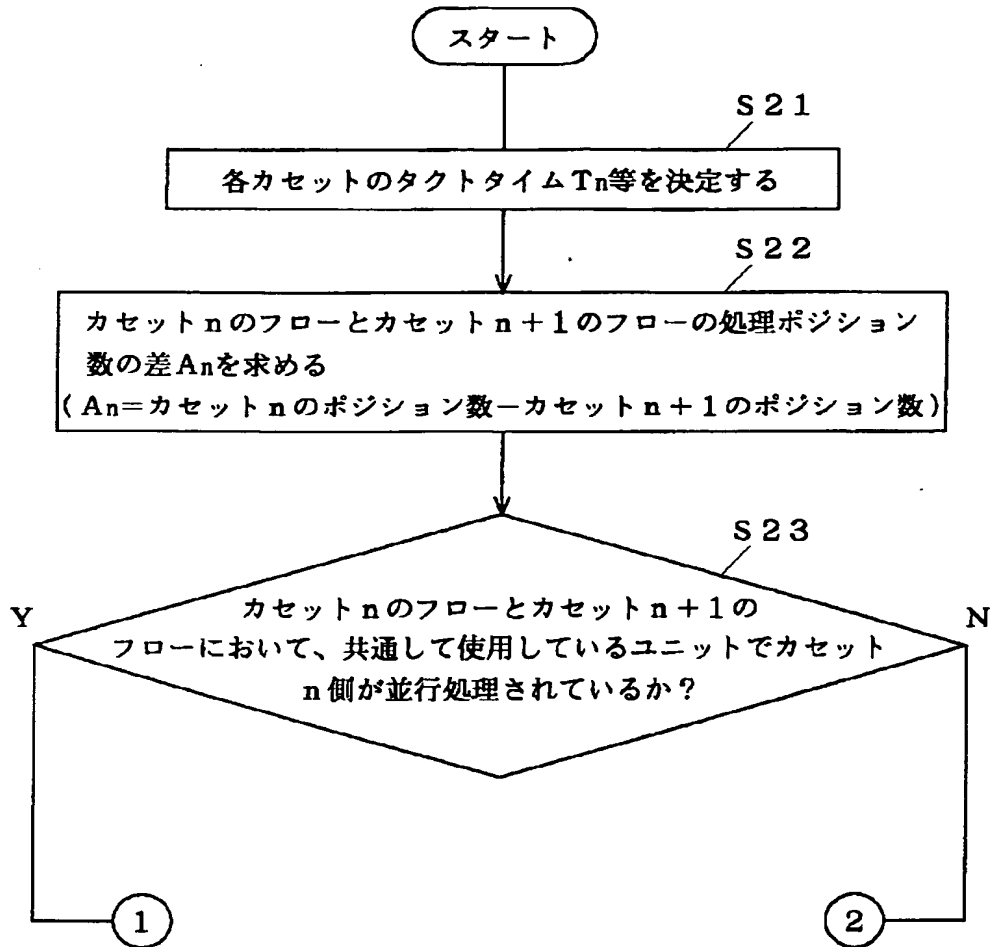 スタート
S21
各カセットのタクトタイムTn等を決定する
S22
カセットnのフローとカセットn+1のフローの処理ポジション
数の差Anを求める
(An=カセットnのポジション数-カセットn+1のポジション数)
S23
Y
N
カセットnのフローとカセットn+1の
フローにおいて、共通して使用しているユニットでカセット
n側が並行処理されているか?
1
2